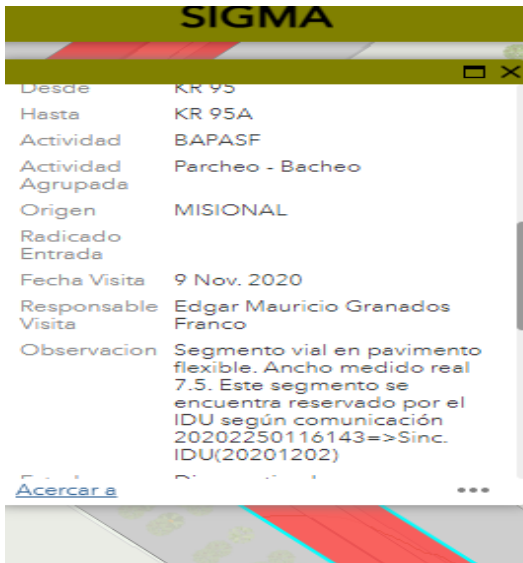 SIGMA
Desde KR 95
Hasta KR 95A
Actividad BAPASF
Actividad Parcheo - Bacheo
Agrupada
Origen MISIONAL
Radicado
Entrada
Fecha Visita 9 Nov. 2020
Responsable Edgar Mauricio Granados
Visita Franco
Observacion Segmento vial en pavimento
flexible. Ancho medido real
7.5. Este segmento se
encuentra reservado por el
IDU según comunicación
20202250116143=>Sinc.
IDU(20201202)
Acercar a